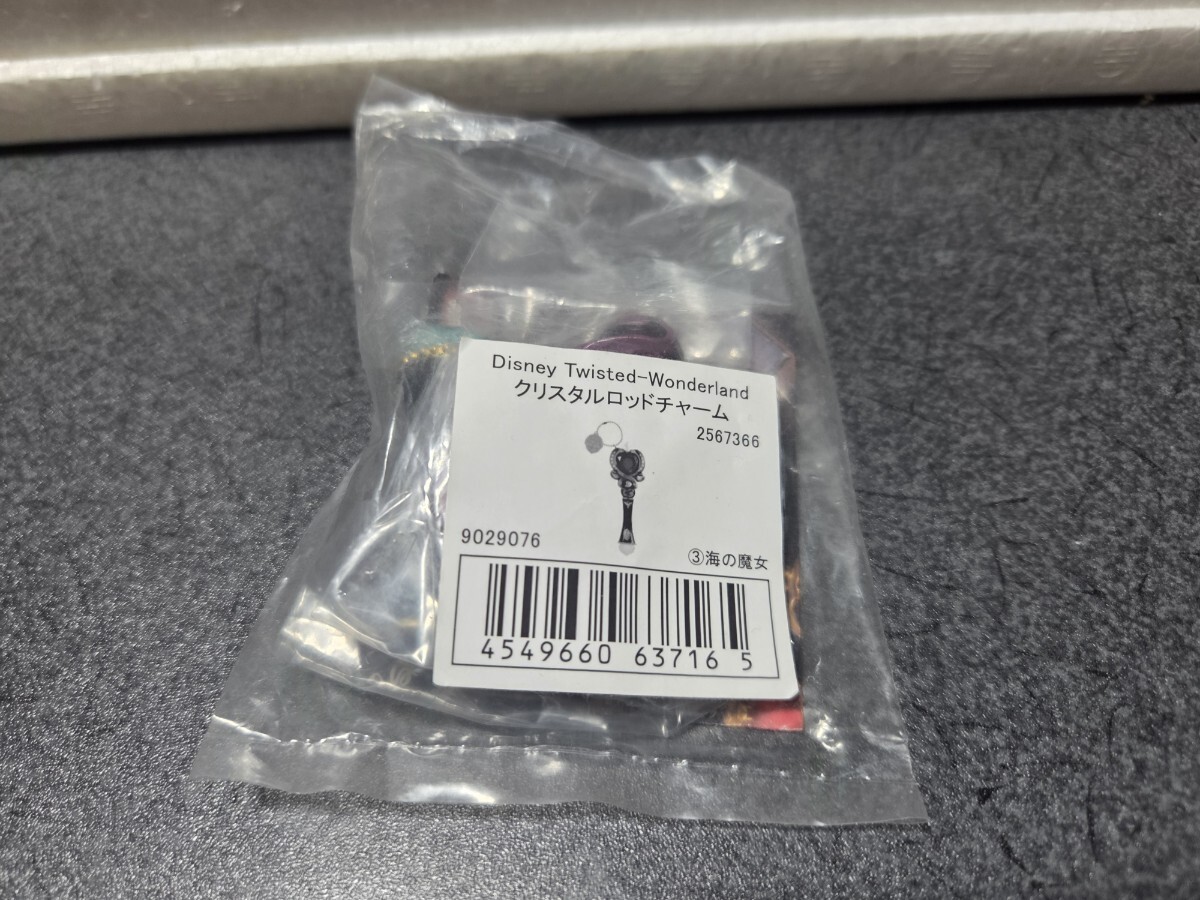 Disney Twisted-Wonderland
クリスタルロッドチャーム
2567366
9029076
③海の魔女
4549660 63716 5